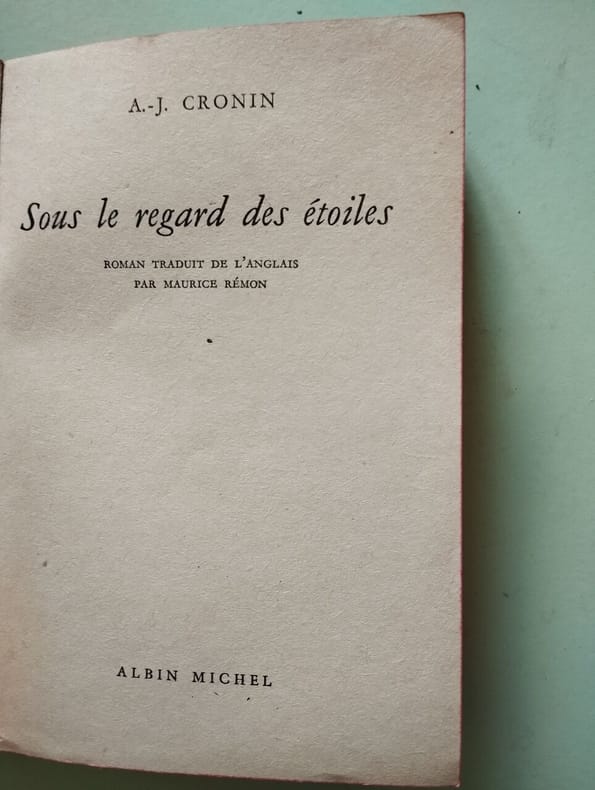 A.-J. CRONIN
Sous le regard des étoiles
ROMAN TRADUIT DE L'ANGLAIS
PAR MAURICE RÉMON
ALBIN MICHEL